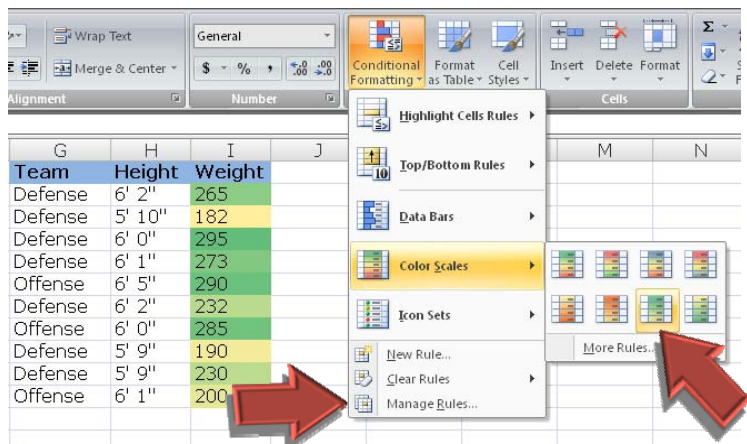 Wrap Text
General
Merge & Center
$ % , .0 .00 .00 .0
Conditional Formatting
Format as Table
Cell Styles
Insert Delete Format
Σ
Alignment
Number
Cells
Highlight Cells Rules
Top/Bottom Rules
10
Data Bars
Color Scales
Icon Sets
New Rule...
Clear Rules
Manage Rules...
More Rules..
G H I J M N
Team Height Weight
Defense 6' 2" 265
Defense 5' 10" 182
Defense 6' 0" 295
Defense 6' 1" 273
Offense 6' 5" 290
Defense 6' 2" 232
Offense 6' 0" 285
Defense 5' 9" 190
Defense 5' 9" 230
Offense 6' 1" 200